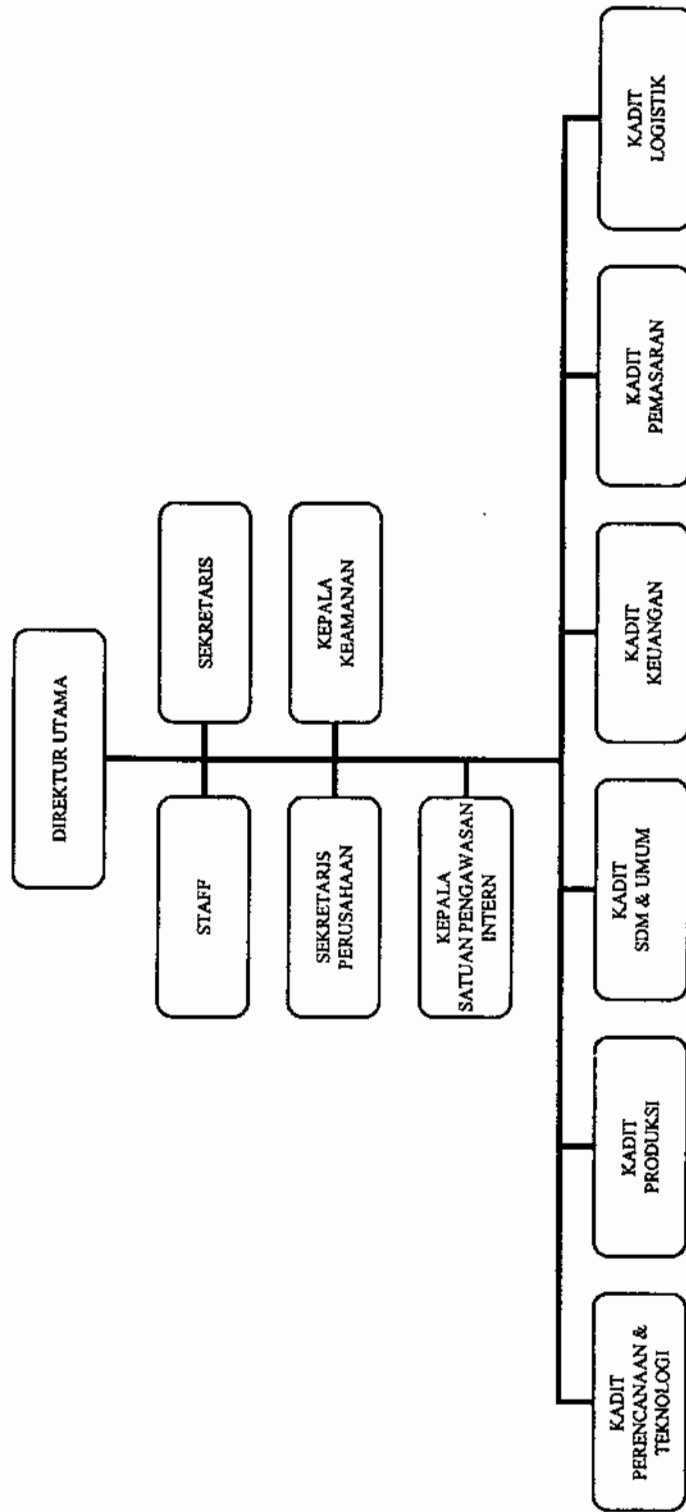 DIREKTUR UTAMA
STAFF
SEKRETARIS
SEKRETARIS
PERUSAHAAN
KEPALA
KEAMANAN
KEPALA
SATUAN PENGAWASAN
INTERN
KADIT
PERENCANAAN &
TEKNOLOGI
KADIT
PRODUKSI
KADIT
SDM & UMUM
KADIT
KEUANGAN
KADIT
PEMASARAN
KADIT
LOGISTIK